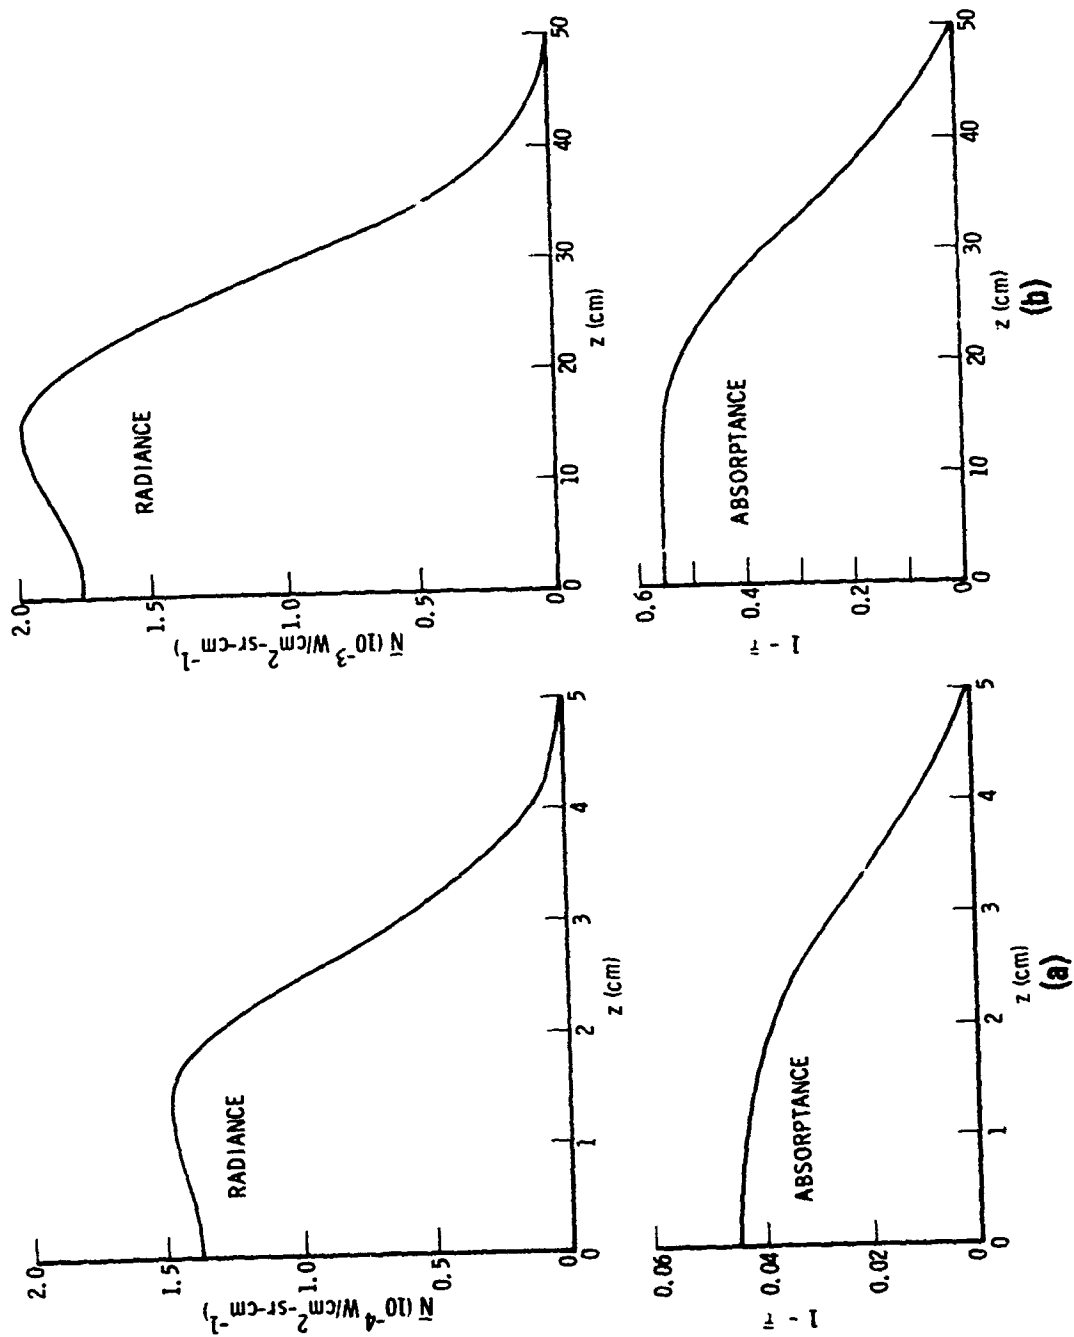 2.0
1.5
1.0
0.5
0
N̄ (10⁻⁴ W/cm²-sr-cm⁻¹)
RADIANCE
0 1 2 3 4 5
z (cm)
0.06
0.04
0.02
0
1 - τ̄
ABSORPTANCE
0 1 2 3 4 5
z (cm)
(a)
2.0
1.5
1.0
0.5
0
N̄ (10⁻³ W/cm²-sr-cm⁻¹)
RADIANCE
0 10 20 30 40 50
z (cm)
0.6
0.4
0.2
0
1 - τ̄
ABSORPTANCE
0 10 20 30 40 50
z (cm)
(b)